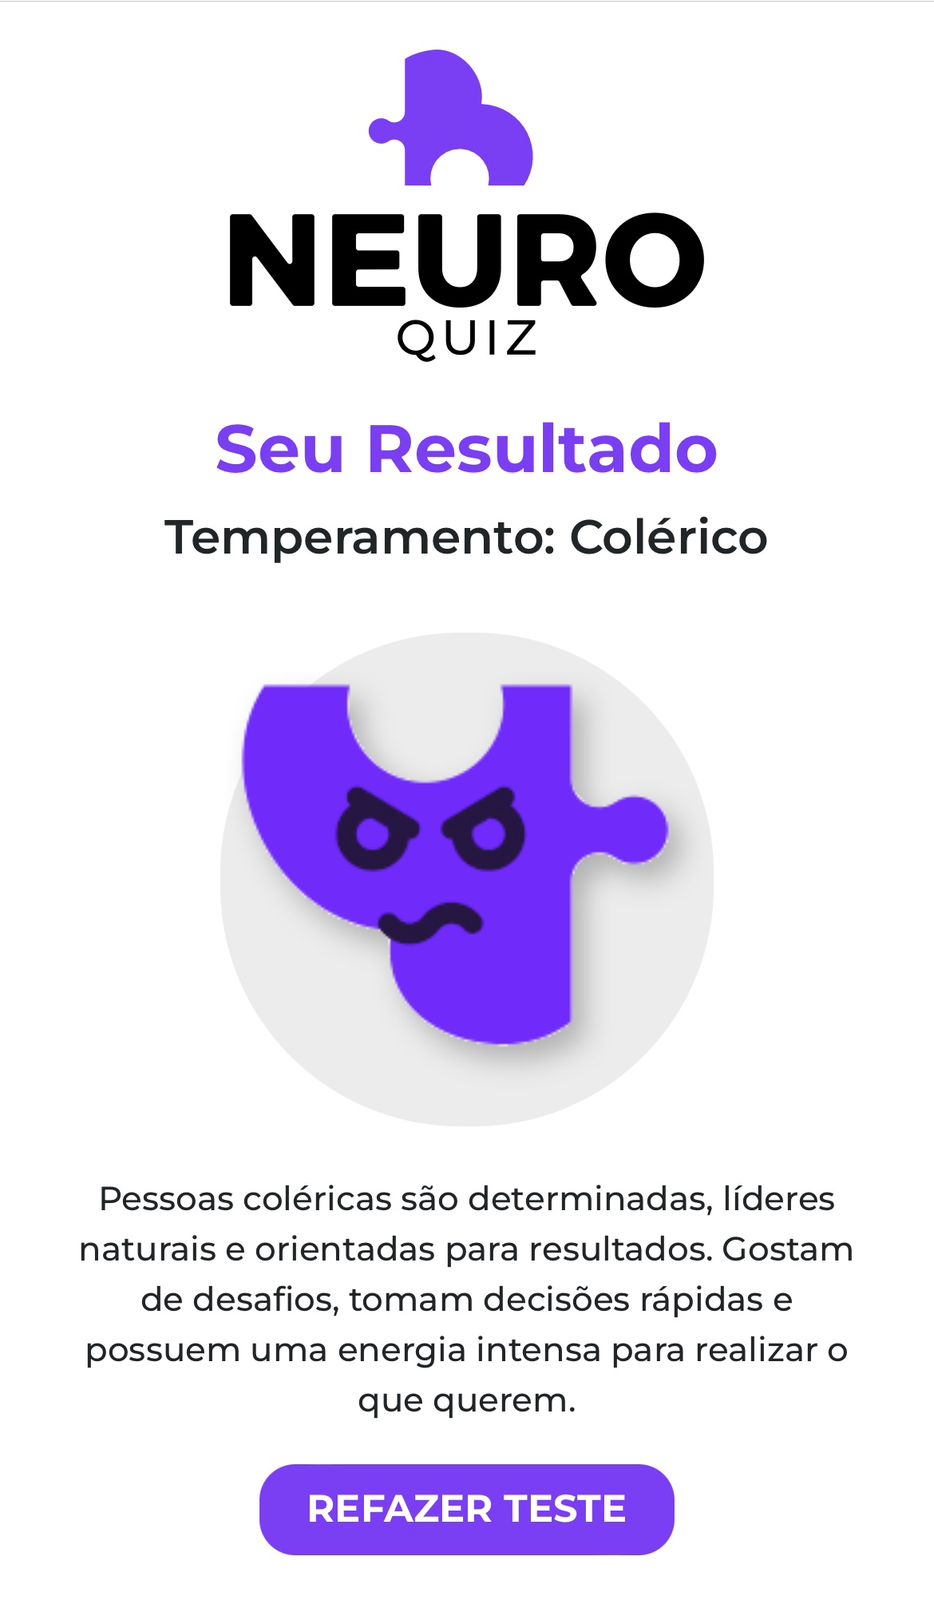 NEURO
QUIZ
Seu Resultado
Temperamento: Colérico
Pessoas coléricas são determinadas, líderes
naturais e orientadas para resultados. Gostam
de desafios, tomam decisões rápidas e
possuem uma energia intensa para realizar o
que querem.
REFAZER TESTE